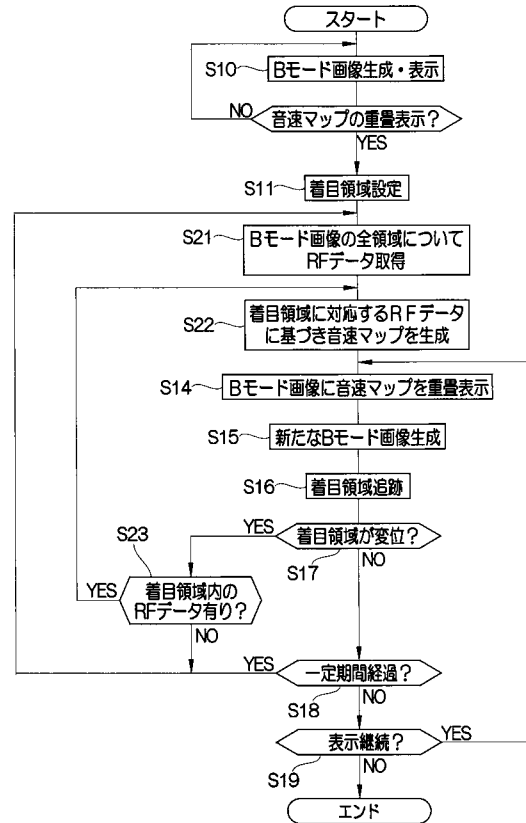 スタート
S10
Bモード画像生成・表示
NO
音速マップの重畳表示?
YES
S11
着目領域設定
S21
Bモード画像の全領域について
RFデータ取得
S22
着目領域に対応するRFデータ
に基づき音速マップを生成
S14
Bモード画像に音速マップを重畳表示
S15
新たなBモード画像生成
S16
着目領域追跡
YES
着目領域が変位?
S17
NO
S23
YES
着目領域内の
RFデータ有り?
NO
YES
一定期間経過?
S18
NO
表示継続?
YES
S19
NO
エンド